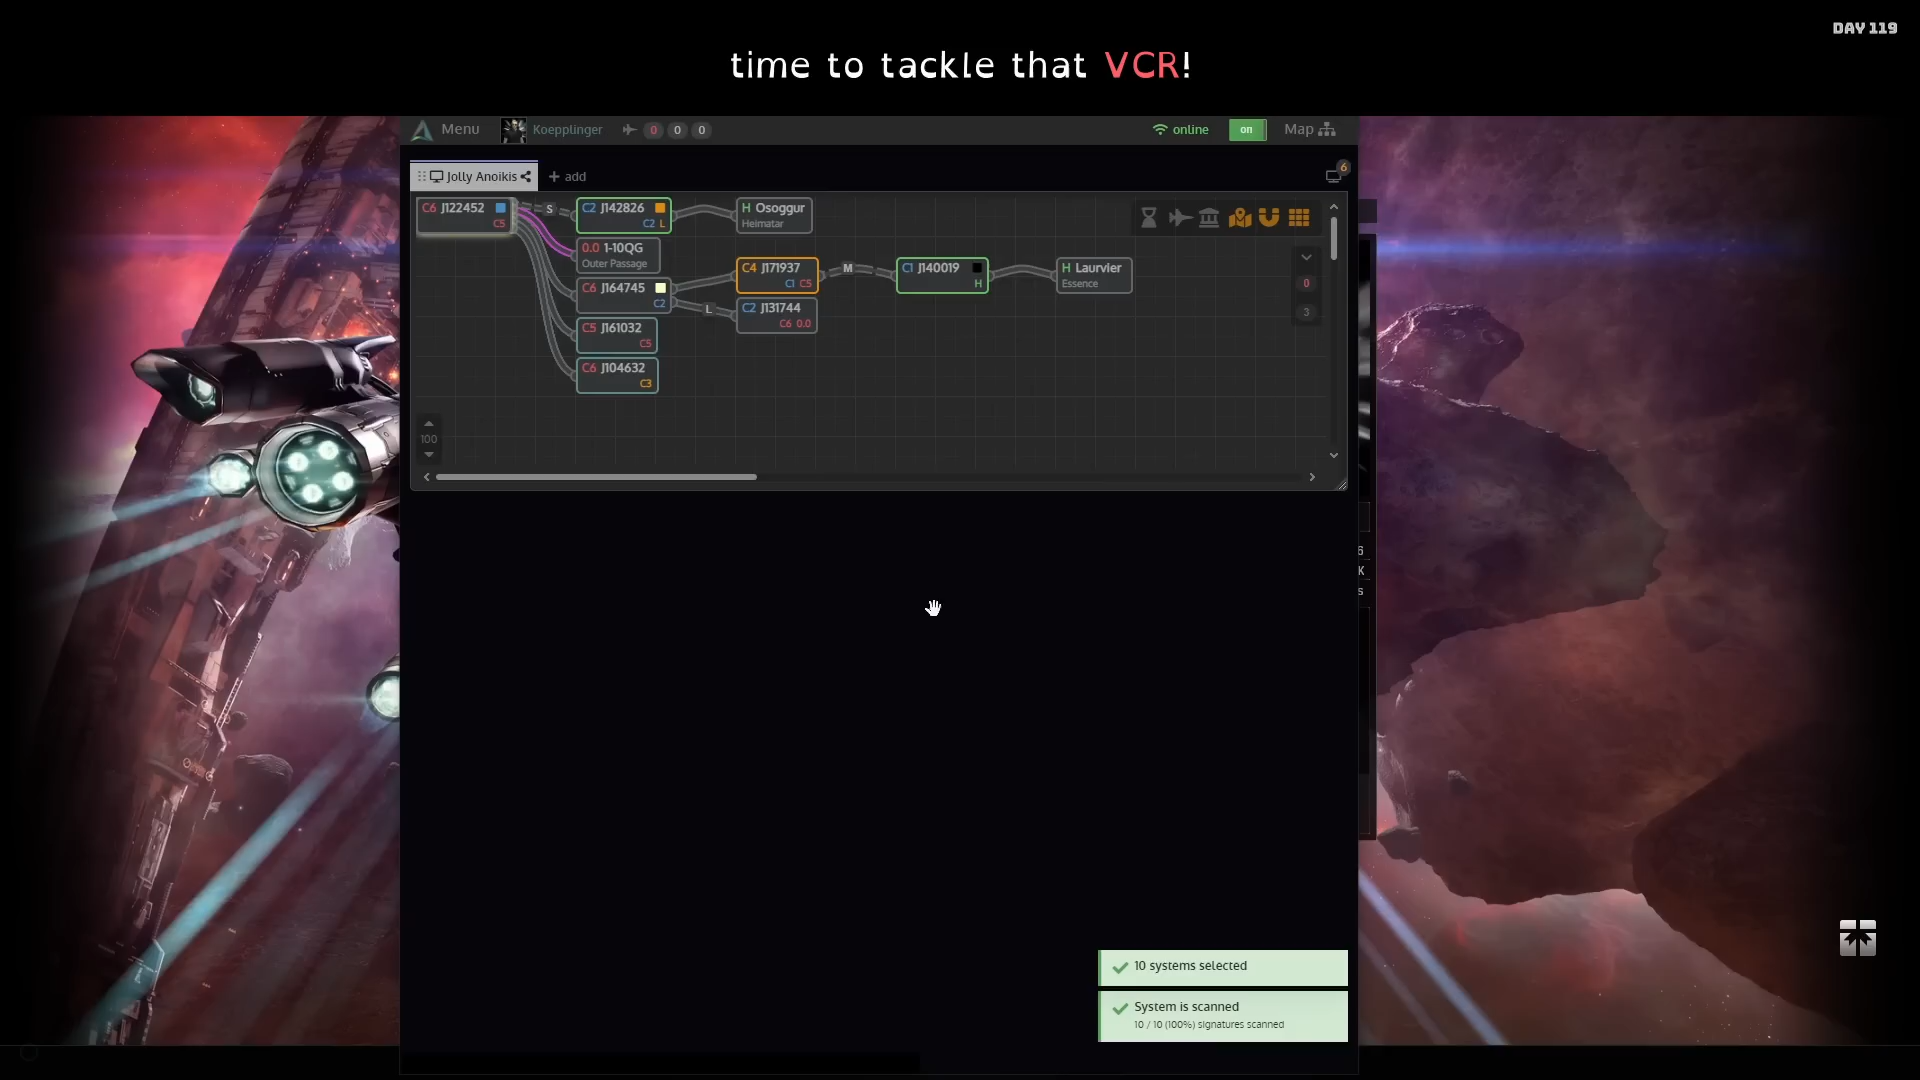 DAY 119
time to tackle that VCR!
Menu Koepplinger 0 0 0 online on Map
Jolly Anoikis + add 6
C6 J122452
C5
S
C2 J142826
C2 L
H Osoggur
Heimatar
0.0 1-10QG
Outer Passage
C6 J164745
C2
C4 J171937
C1 C5
M
C1 J140019
H
H Laurvier
Essence
L
C2 J131744
C6 0.0
C5 J161032
C5
C6 J104632
C3
0
3
100
6
K
s
10 systems selected
System is scanned
10 / 10 (100%) signatures scanned